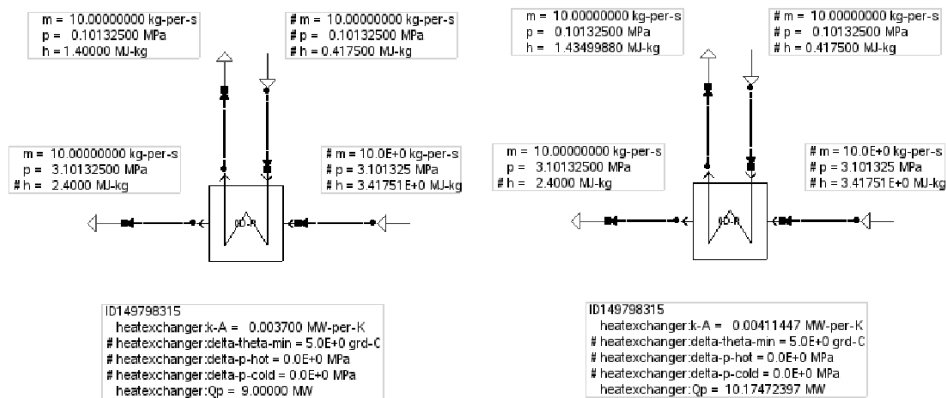 m = 10.00000000 kg-per-s
p = 0.10132500 MPa
h = 1.40000 MJ-kg
# m = 10.00000000 kg-per-s
# p = 0.10132500 MPa
# h = 0.417500 MJ-kg
m = 10.00000000 kg-per-s
p = 3.10132500 MPa
# h = 2.4000 MJ-kg
# m = 10.0E+0 kg-per-s
# p = 3.101325 MPa
# h = 3.41751E+0 MJ-kg
0D-R
ID149798315
heatexchanger:k-A = 0.003700 MW-per-K
# heatexchanger:delta-theta-min = 5.0E+0 grd-C
# heatexchanger:delta-p-hot = 0.0E+0 MPa
# heatexchanger:delta-p-cold = 0.0E+0 MPa
heatexchanger:Qp = 9.00000 MW
m = 10.00000000 kg-per-s
p = 0.10132500 MPa
h = 1.43499880 MJ-kg
# m = 10.00000000 kg-per-s
# p = 0.10132500 MPa
# h = 0.417500 MJ-kg
m = 10.00000000 kg-per-s
p = 3.10132500 MPa
# h = 2.4000 MJ-kg
# m = 10.0E+0 kg-per-s
# p = 3.101325 MPa
# h = 3.41751E+0 MJ-kg
0D-R
ID149798315
heatexchanger:k-A = 0.00411447 MW-per-K
# heatexchanger:delta-theta-min = 5.0E+0 grd-C
# heatexchanger:delta-p-hot = 0.0E+0 MPa
# heatexchanger:delta-p-cold = 0.0E+0 MPa
heatexchanger:Qp = 10.17472397 MW